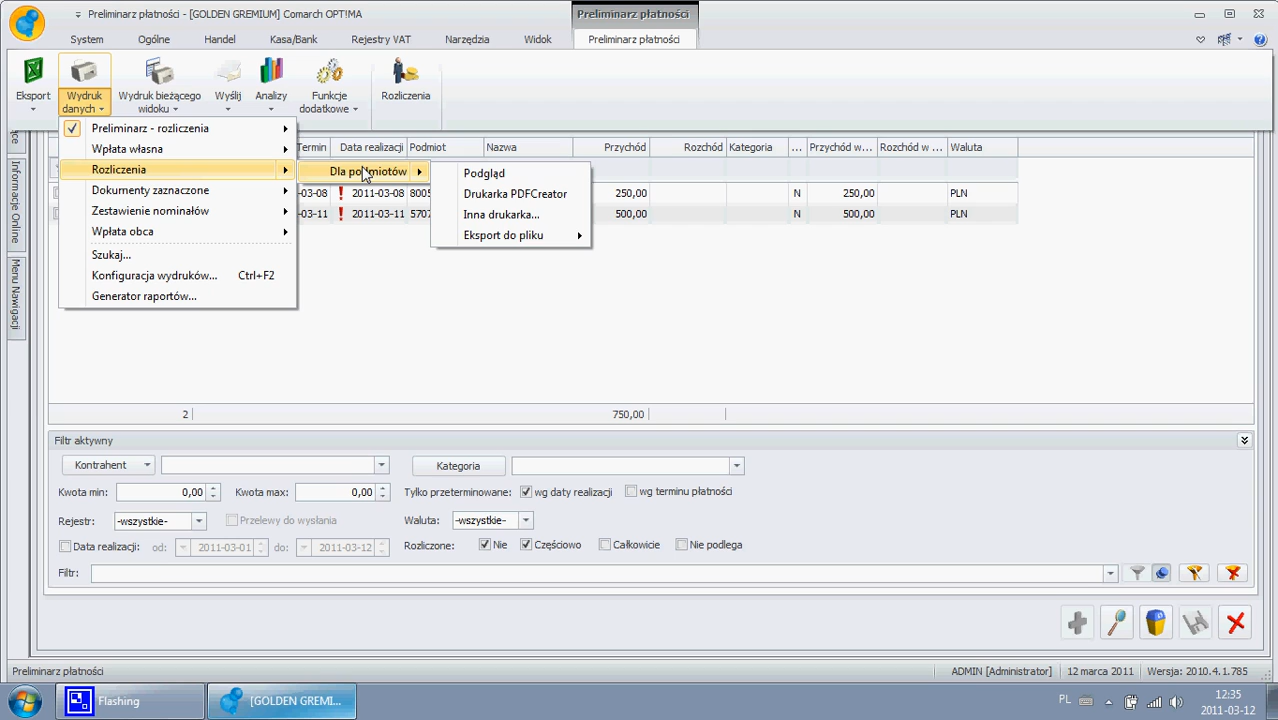 Preliminarz płatności - [GOLDEN GREMIUM] Comarch OPT!MA
Preliminarz płatności
System Ogólne Handel Kasa/Bank Rejestry VAT Narzędzia Widok Preliminarz płatności
Eksport
Wydruk danych
Wydruk bieżącego widoku
Wyślij
Analizy
Funkcje dodatkowe
Rozliczenia
Preliminarz - rozliczenia
Wpłata własna
Rozliczenia
Dokumenty zaznaczone
Zestawienie nominałów
Wpłata obca
Szukaj...
Konfiguracja wydruków... Ctrl+F2
Generator raportów...
Dla podmiotów
Podgląd
Drukarka PDFCreator
Inna drukarka...
Eksport do pliku
Informacje Online
Menu Nawigacji
Termin Data realizacji Podmiot Nazwa Przychód Rozchód Kategoria ... Przychód w... Rozchód w ... Waluta
-03-08 2011-03-08 8005 250,00 N 250,00 PLN
-03-11 2011-03-11 5707 500,00 N 500,00 PLN
2 750,00
Filtr aktywny
Kontrahent Kategoria
Kwota min: 0,00 Kwota max: 0,00 Tylko przeterminowane: wg daty realizacji wg terminu płatności
Rejestr: -wszystkie- Przelewy do wysłania Waluta: -wszystkie-
Data realizacji: od: 2011-03-01 do: 2011-03-12 Rozliczone: Nie Częściowo Całkowicie Nie podlega
Filtr:
Preliminarz płatności ADMIN [Administrator] 12 marca 2011 Wersja: 2010.4.1.785
Flashing [GOLDEN GREMI... PL 12:35
2011-03-12